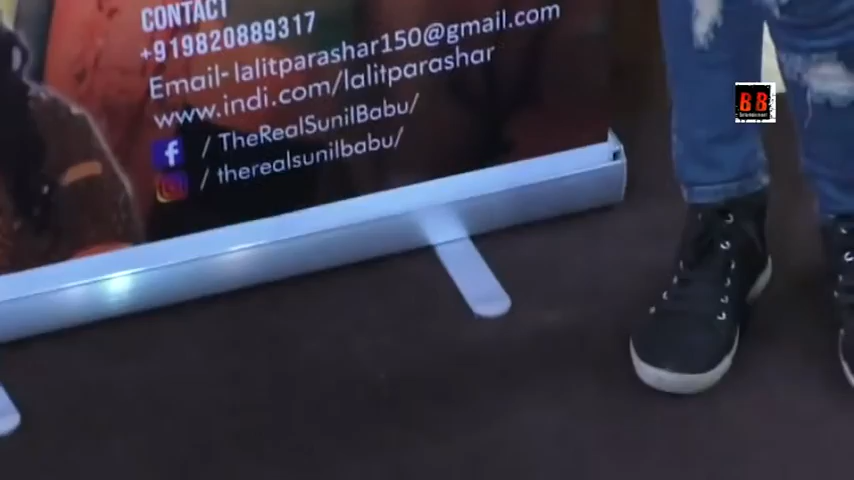 CONTACT
+919820889317
Email-lalitparashar150@gmail.com
www.indi.com/lalitparashar
/TheRealSunilBabu/
/therealsunilbabu/
BB